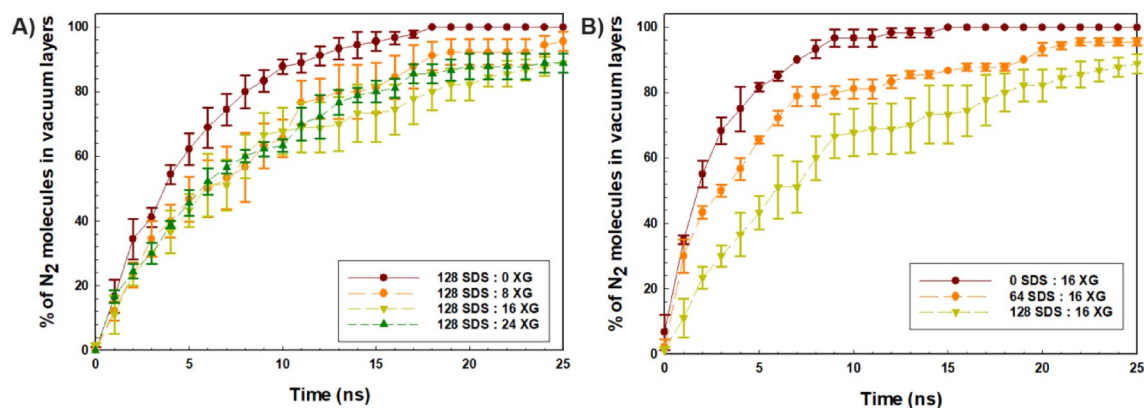 A)
% of N2 molecules in vacuum layers
100
80
60
40
20
0
128 SDS : 0 XG
128 SDS : 8 XG
128 SDS : 16 XG
128 SDS : 24 XG
0 5 10 15 20 25
Time (ns)
B)
% of N2 molecules in vacuum layers
100
80
60
40
20
0
0 SDS : 16 XG
64 SDS : 16 XG
128 SDS : 16 XG
0 5 10 15 20 25
Time (ns)